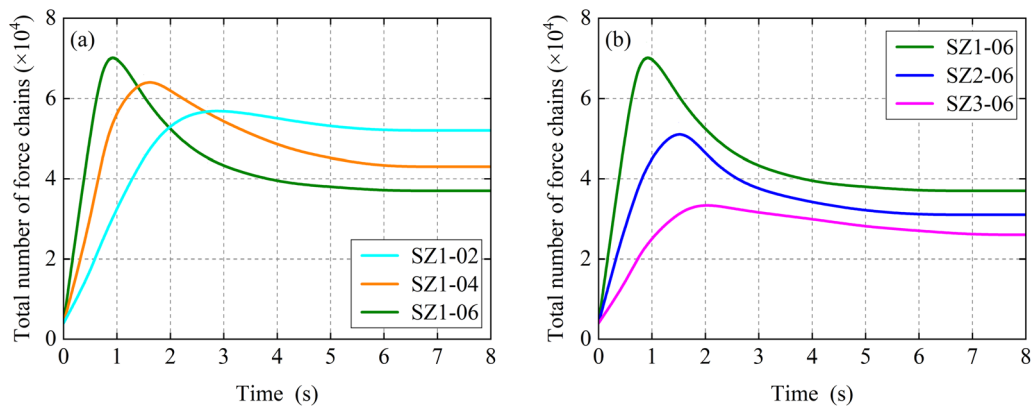 (a)
Total number of force chains (×10⁴)
8
6
4
2
0
0 1 2 3 4 5 6 7 8
Time (s)
SZ1-02
SZ1-04
SZ1-06
(b)
Total number of force chains (×10⁴)
8
6
4
2
0
0 1 2 3 4 5 6 7 8
Time (s)
SZ1-06
SZ2-06
SZ3-06